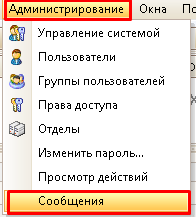 Администрирование Окна
Управление системой
Пользователи
Группы пользователей
Права доступа
Отделы
Изменить пароль...
Просмотр действий
Сообщения